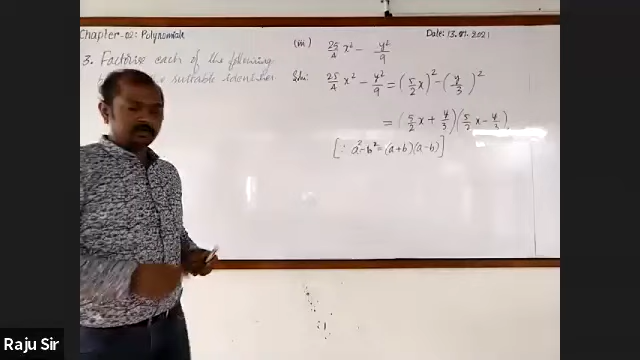 Chapter-02: Polynomials
Date: 13.07.2021
3. Factorise each of the following
suitable identities
(iii) 25/4 x² - y²/9
Soln: 25/4 x² - y²/9 = (5/2 x)² - (y/3)²
= (5/2 x + y/3)(5/2 x - y/3).
[∵ a²-b² = (a+b)(a-b)]
Raju Sir